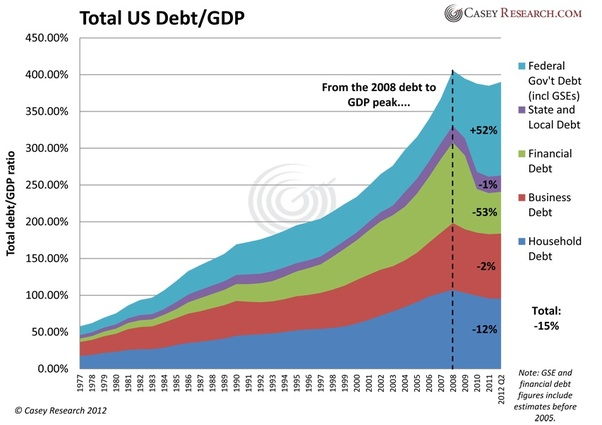 Total US Debt/GDP
CASEY RESEARCH.COM
450.00%
400.00%
350.00%
300.00%
250.00%
200.00%
150.00%
100.00%
50.00%
0.00%
Total debt/GDP ratio
From the 2008 debt to
GDP peak....
+52%
-1%
-53%
-2%
-12%
Federal
Gov't Debt
(incl GSEs)
State and
Local Debt
Financial
Debt
Business
Debt
Household
Debt
Total:
-15%
1977
1978
1979
1980
1981
1982
1983
1984
1985
1986
1987
1988
1989
1990
1991
1992
1993
1994
1995
1996
1997
1998
1999
2000
2001
2002
2003
2004
2005
2006
2007
2008
2009
2010
2011
2012 Q2
Note: GSE and
financial debt
figures include
estimates before
2005.
© Casey Research 2012